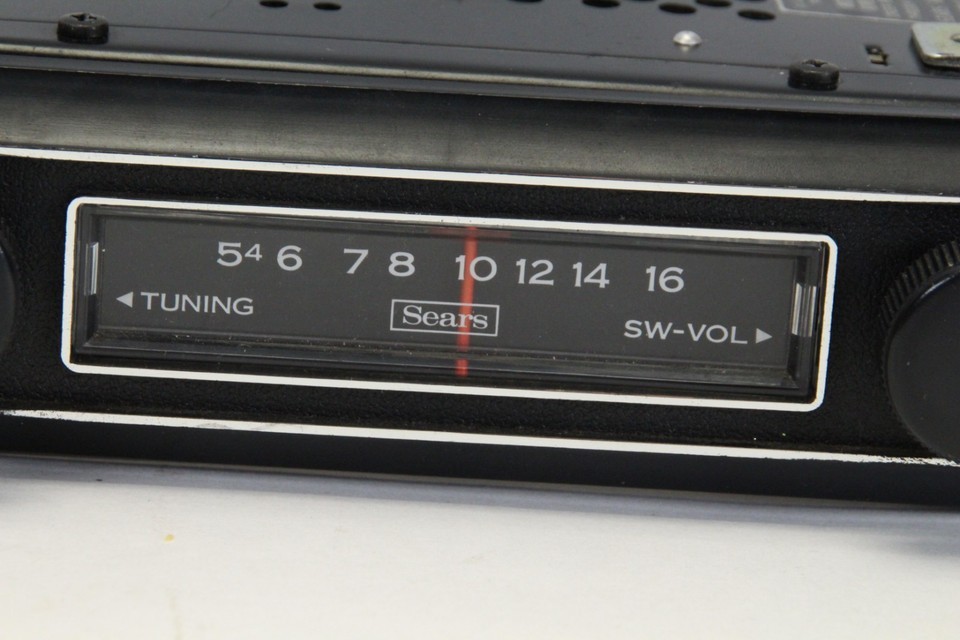 5⁴ 6 7 8 10 12 14 16
◄ TUNING
Sears
SW-VOL ►